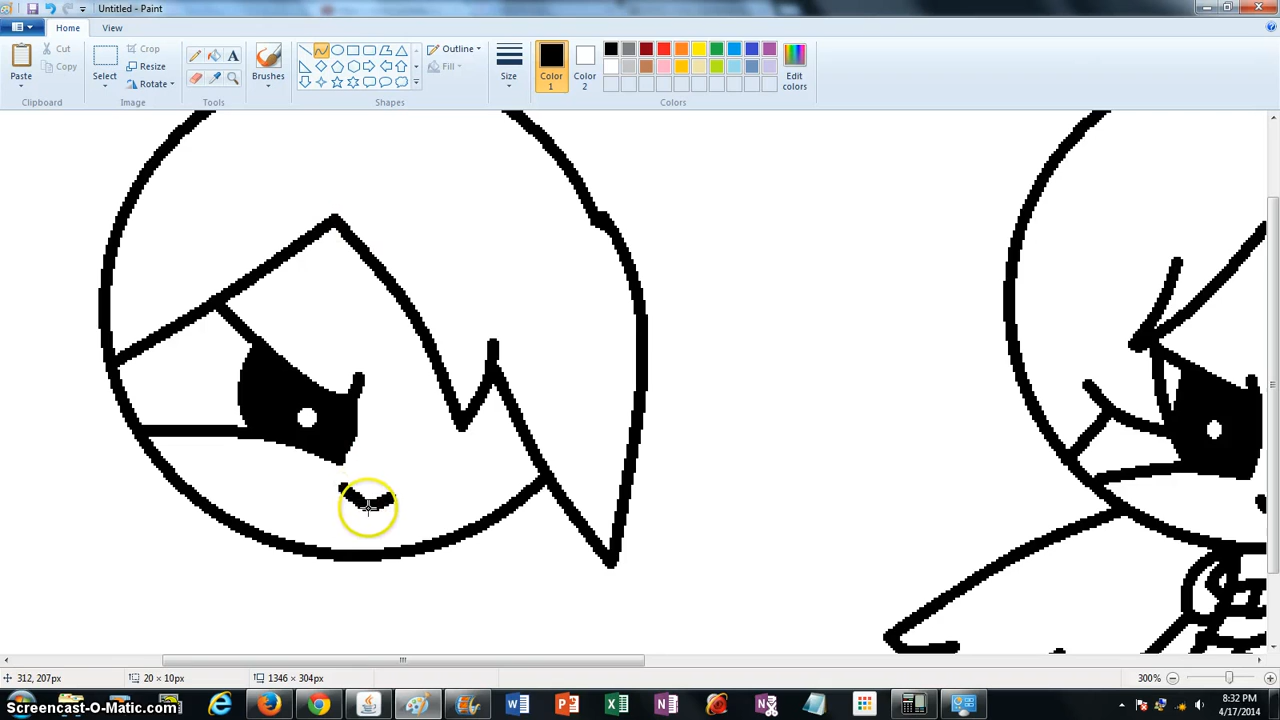 Untitled - Paint
Home
View
Paste
Cut
Copy
Clipboard
Select
Crop
Resize
Rotate
Image
Tools
Brushes
Shapes
Outline
Fill
Size
Color 1
Color 2
Edit colors
Colors
312, 207px
20 × 10px
1346 × 304px
300%
Screencast-O-Matic.com
8:32 PM
4/17/2014